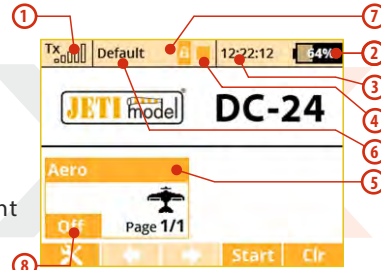 1
7
Tx Default 12:22:12 64%
2
3
4
JETI model DC-24
6
Aero
5
nt
Off Page 1/1
Start Clr
8